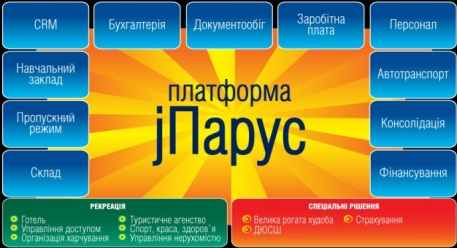 CRM
Бухгалтерія
Документообіг
Заробітна
плата
Персонал
Навчальний
заклад
Автотранспорт
платформа
jПарус
Пропускний
режим
Консолідація
Склад
Фінансування
РЕКРЕАЦІЯ
Готель
Управління доступом
Організація харчування
Туристичне агенство
Спорт, краса, здоров`я
Управління нерухомістю
СПЕЦІАЛЬНІ РІШЕННЯ
Велика рогата худоба
ДЮСШ
Страхування